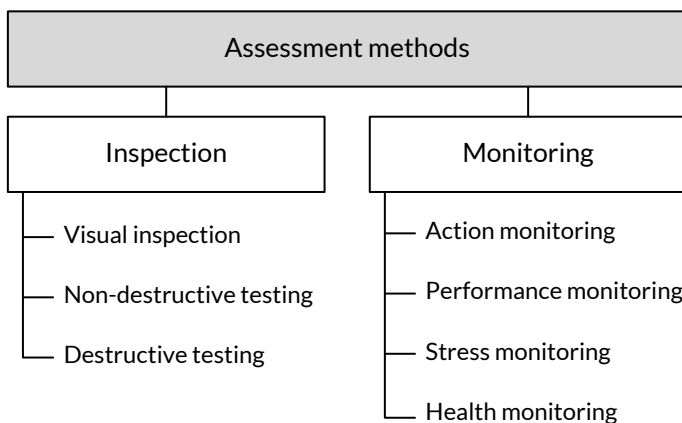 Assessment methods
Inspection
Visual inspection
Non-destructive testing
Destructive testing
Monitoring
Action monitoring
Performance monitoring
Stress monitoring
Health monitoring